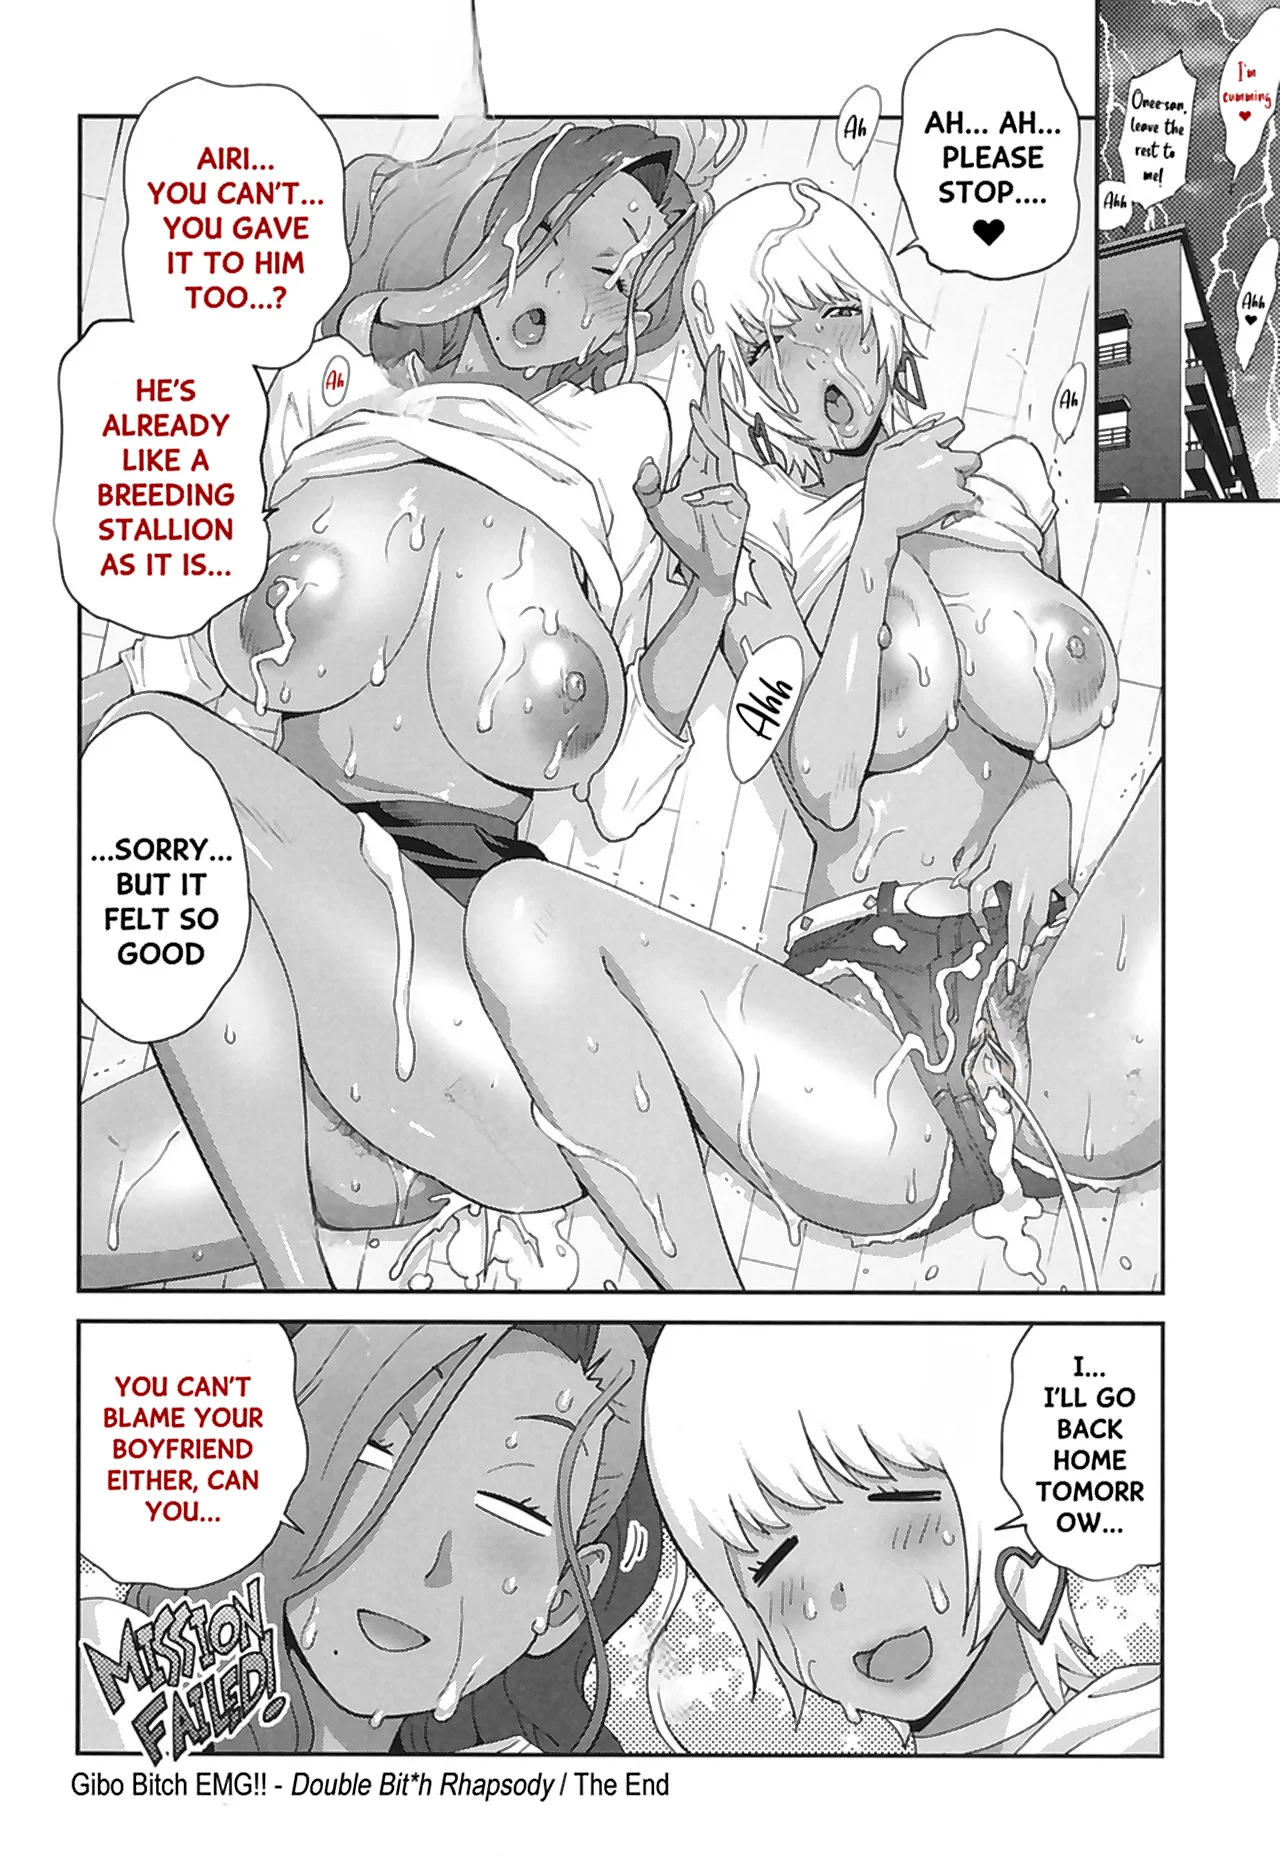 I'm
cumming
♥
Onee-san,
leave the
rest to
me!
Ahh
Ahh
♥
AH... AH...
PLEASE
STOP....
♥
Ah
Ah
AIRI...
YOU CAN'T...
YOU GAVE
IT TO HIM
TOO...?
Ah
HE'S
ALREADY
LIKE A
BREEDING
STALLION
AS IT IS...
Ahh
...SORRY...
BUT IT
FELT SO
GOOD
I...
I'LL GO
BACK
HOME
TOMORR
OW...
YOU CAN'T
BLAME YOUR
BOYFRIEND
EITHER, CAN
YOU...
MISSION
FAILED!
Gibo Bitch EMG!! - Double Bit*h Rhapsody / The End